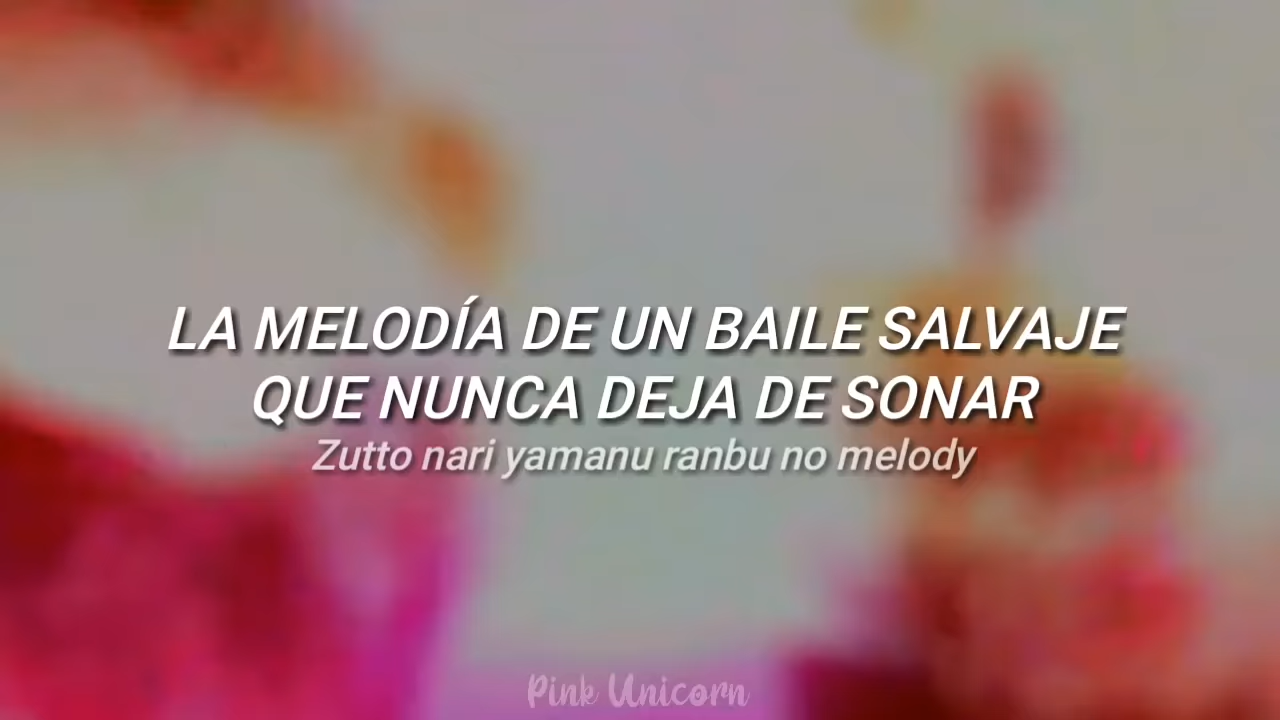 LA MELODÍA DE UN BAILE SALVAJE
QUE NUNCA DEJA DE SONAR
Zutto nari yamanu ranbu no melody
Pink Unicorn